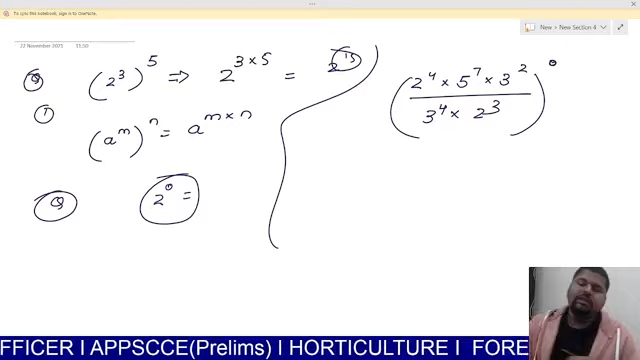 To sync this notebook, sign in to OneNote.
New » New Section 4
22 November 2021 11:50
Q (2^3)^5 ⇒ 2^{3×5} = 2^{15}
① (a^m)^n = a^{m×n}
Q 2^0 =
((2^4 × 5^7 × 3^2) / (3^4 × 2^3))^0
FFICER I APPSCCE(Prelims) I HORTICULTURE I FORE